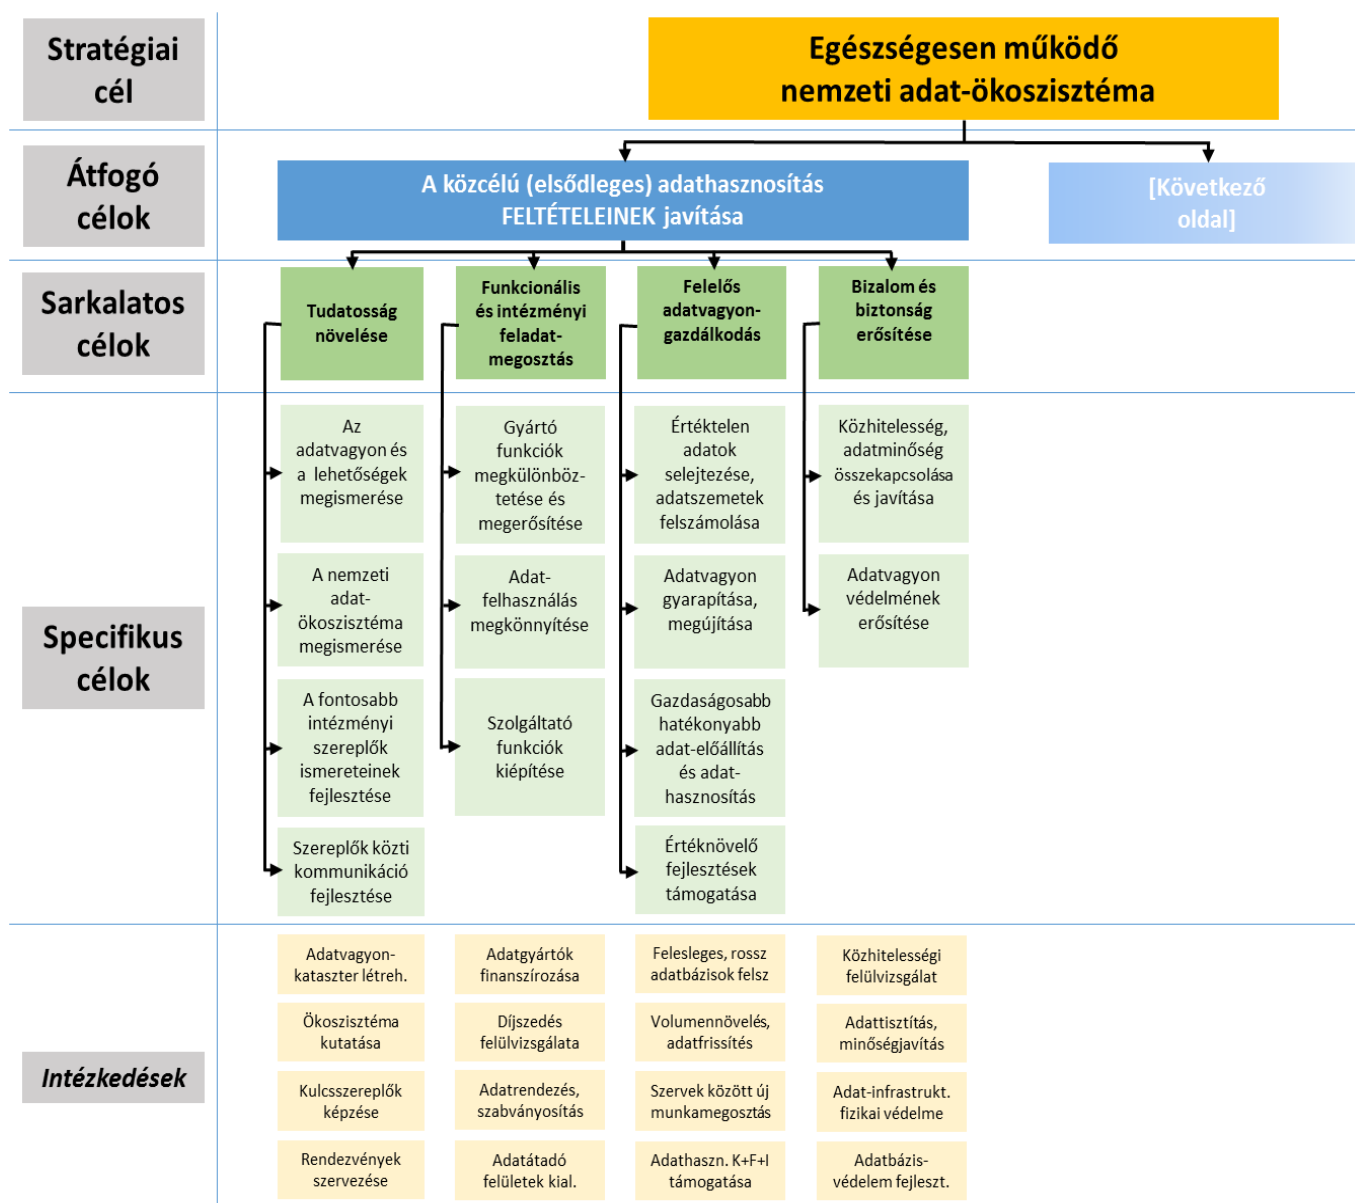 Stratégiai
cél
Egészségesen működő
nemzeti adat-ökoszisztéma
Átfogó
célok
A közcélú (elsődleges) adathasznosítás
FELTÉTELEINEK javítása
[Következő
oldal]
Sarkalatos
célok
Tudatosság
növelése
Funkcionális
és intézményi
feladat-
megosztás
Felelős
adatvagyon-
gazdálkodás
Bizalom és
biztonság
erősítése
Specifikus
célok
Az
adatvagyon és
a lehetőségek
megismerése
Gyártó
funkciók
megkülönböz-
tetése és
megerősítése
Értéktelen
adatok
selejtezése,
adatszemetek
felszámolása
Közhitelesség,
adatminőség
összekapcsolása
és javítása
A nemzeti
adat-
ökoszisztéma
megismerése
Adat-
felhasználás
megkönnyítése
Adatvagyon
gyarapítása,
megújítása
Adatvagyon
védelmének
erősítése
A fontosabb
intézményi
szereplők
ismereteinek
fejlesztése
Szolgáltató
funkciók
kiépítése
Gazdaságosabb
hatékonyabb
adat-előállítás
és adat-
hasznosítás
Szereplők közti
kommunikáció
fejlesztése
Értéknövelő
fejlesztések
támogatása
Intézkedések
Adatvagyon-
kataszter létreh.
Adatgyártók
finanszírozása
Felesleges, rossz
adatbázisok felsz
Közhitelességi
felülvizsgálat
Ökoszisztéma
kutatása
Díjszedés
felülvizsgálata
Volumennövelés,
adatfrissítés
Adattisztítás,
minőségjavítás
Kulcsszereplők
képzése
Adatrendezés,
szabványosítás
Szervek között új
munkamegosztás
Adat-infrastrukt.
fizikai védelme
Rendezvények
szervezése
Adatátadó
felületek kial.
Adathaszn. K+F+I
támogatása
Adatbázis-
védelem fejleszt.